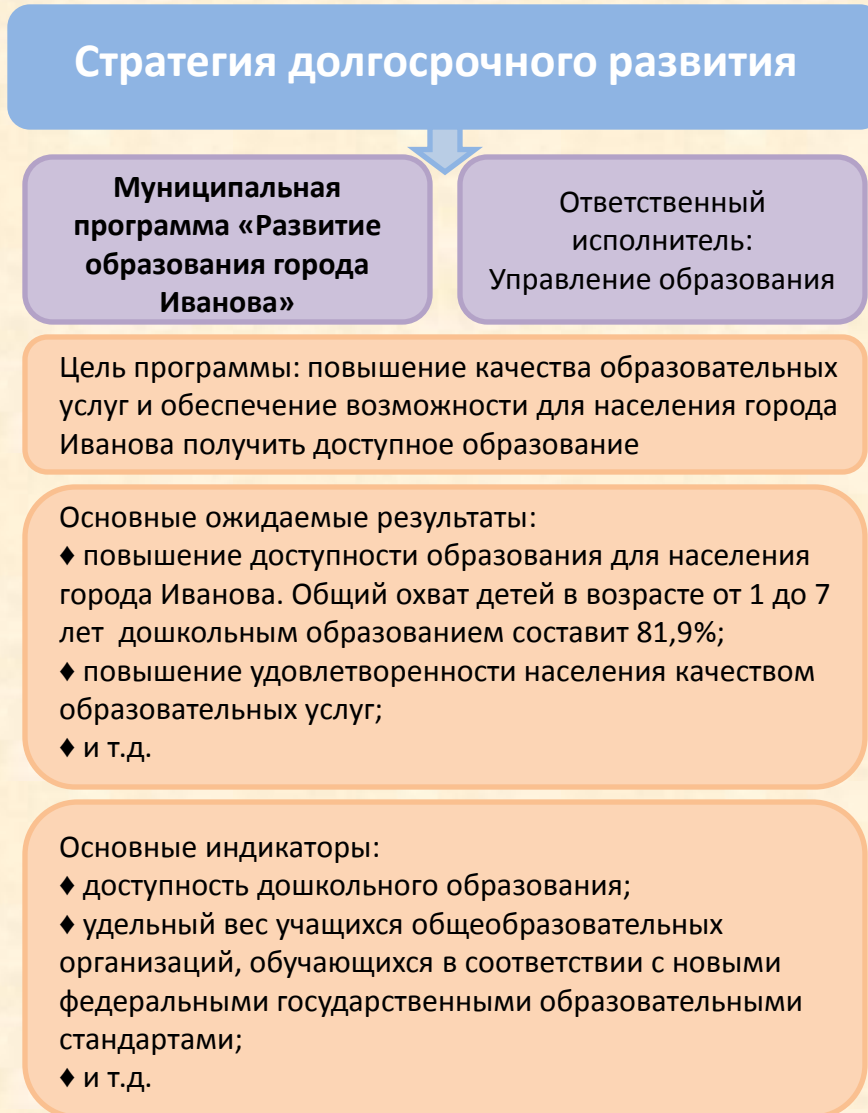 Стратегия долгосрочного развития
Муниципальная
программа «Развитие
образования города
Иванова»
Ответственный
исполнитель:
Управление образования
Цель программы: повышение качества образовательных
услуг и обеспечение возможности для населения города
Иванова получить доступное образование
Основные ожидаемые результаты:
♦ повышение доступности образования для населения
города Иванова. Общий охват детей в возрасте от 1 до 7
лет дошкольным образованием составит 81,9%;
♦ повышение удовлетворенности населения качеством
образовательных услуг;
♦ и т.д.
Основные индикаторы:
♦ доступность дошкольного образования;
♦ удельный вес учащихся общеобразовательных
организаций, обучающихся в соответствии с новыми
федеральными государственными образовательными
стандартами;
♦ и т.д.